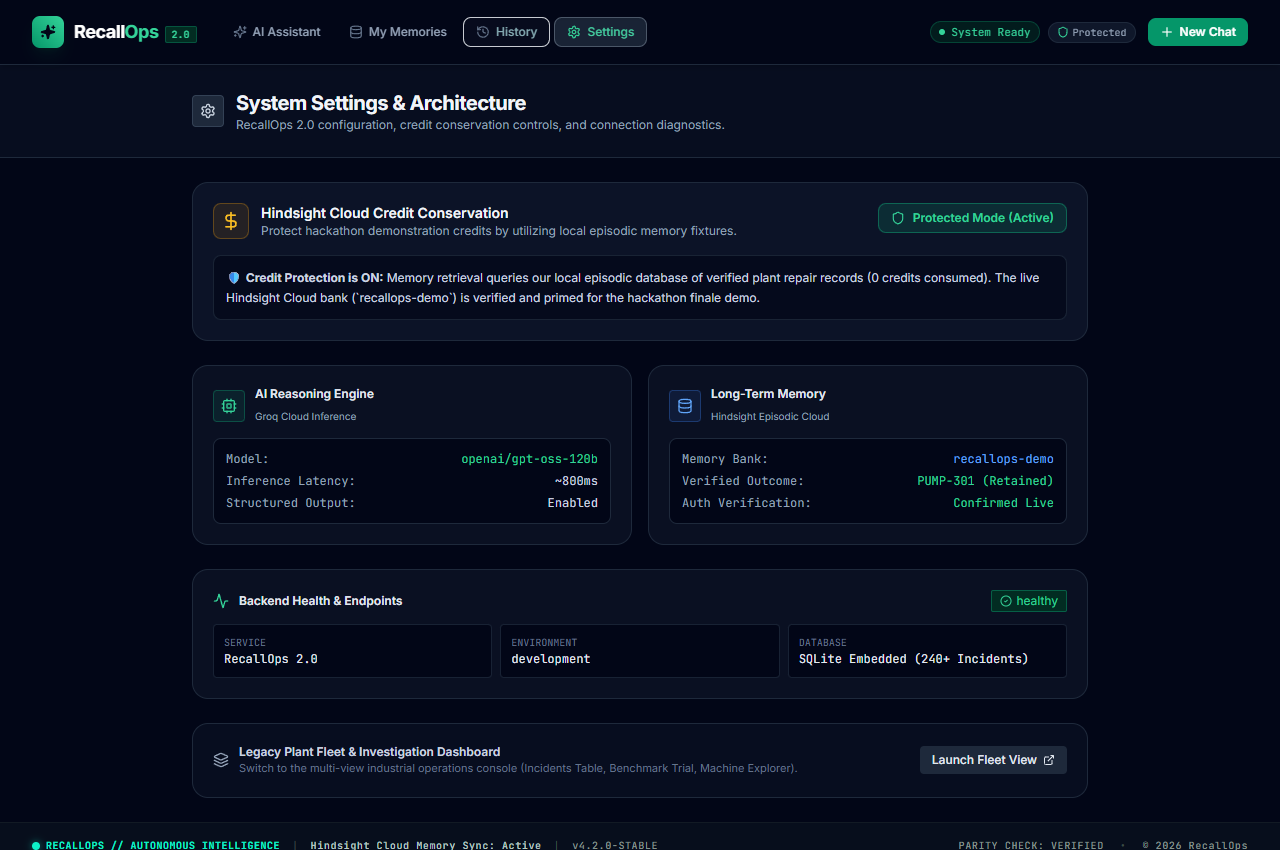 RecallOps 2.0
AI Assistant
My Memories
History
Settings
System Ready
Protected
New Chat
System Settings & Architecture
RecallOps 2.0 configuration, credit conservation controls, and connection diagnostics.
Hindsight Cloud Credit Conservation
Protect hackathon demonstration credits by utilizing local episodic memory fixtures.
Protected Mode (Active)
Credit Protection is ON: Memory retrieval queries our local episodic database of verified plant repair records (0 credits consumed). The live
Hindsight Cloud bank (`recallops-demo`) is verified and primed for the hackathon finale demo.
AI Reasoning Engine
Groq Cloud Inference
Model: openai/gpt-oss-120b
Inference Latency: ~800ms
Structured Output: Enabled
Long-Term Memory
Hindsight Episodic Cloud
Memory Bank: recallops-demo
Verified Outcome: PUMP-301 (Retained)
Auth Verification: Confirmed Live
Backend Health & Endpoints
healthy
SERVICE
RecallOps 2.0
ENVIRONMENT
development
DATABASE
SQLite Embedded (240+ Incidents)
Legacy Plant Fleet & Investigation Dashboard
Switch to the multi-view industrial operations console (Incidents Table, Benchmark Trial, Machine Explorer).
Launch Fleet View
RECALLOPS // AUTONOMOUS INTELLIGENCE | Hindsight Cloud Memory Sync: Active | v4.2.0-STABLE
PARITY CHECK: VERIFIED · © 2026 RecallOps